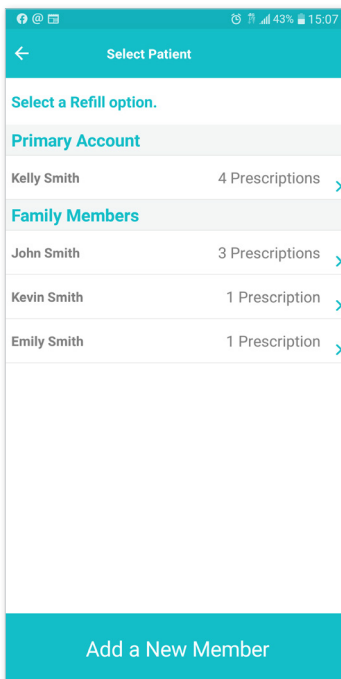 43% 15:07
Select Patient
Select a Refill option.
Primary Account
Kelly Smith 4 Prescriptions
Family Members
John Smith 3 Prescriptions
Kevin Smith 1 Prescription
Emily Smith 1 Prescription
Add a New Member